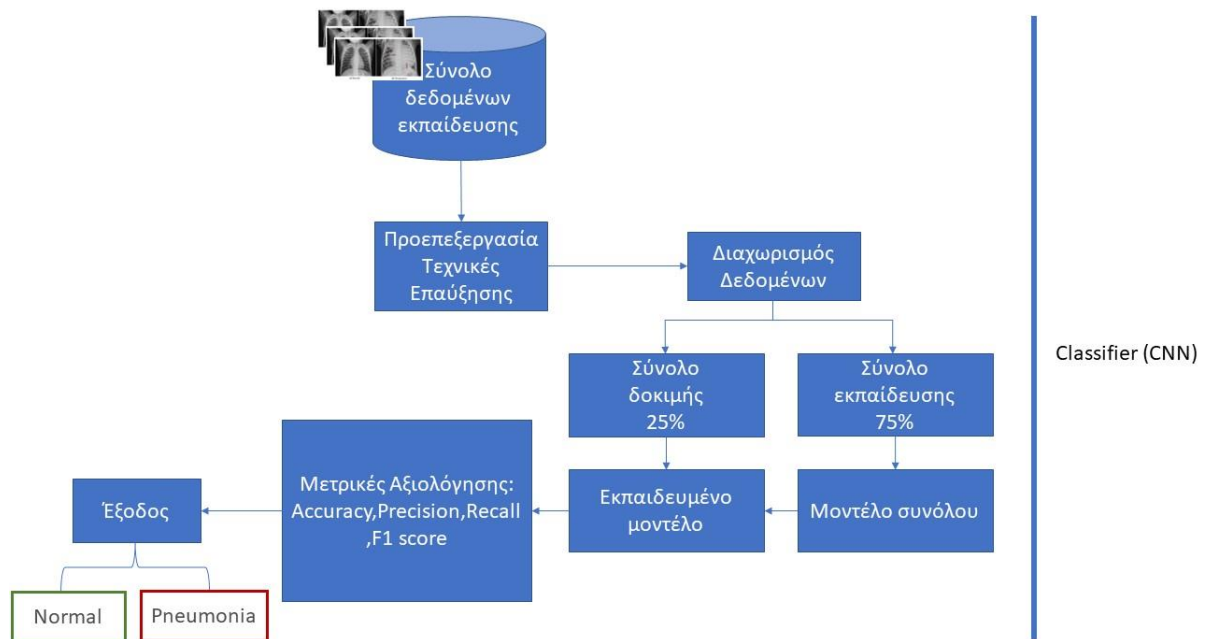 Σύνολο
δεδομένων
εκπαίδευσης
Προεπεξεργασία
Τεχνικές
Επαύξησης
Διαχωρισμός
Δεδομένων
Σύνολο
δοκιμής
25%
Σύνολο
εκπαίδευσης
75%
Classifier (CNN)
Μετρικές Αξιολόγησης:
Accuracy,Precision,Recall
,F1 score
Εκπαιδευμένο
μοντέλο
Μοντέλο συνόλου
Έξοδος
Normal
Pneumonia